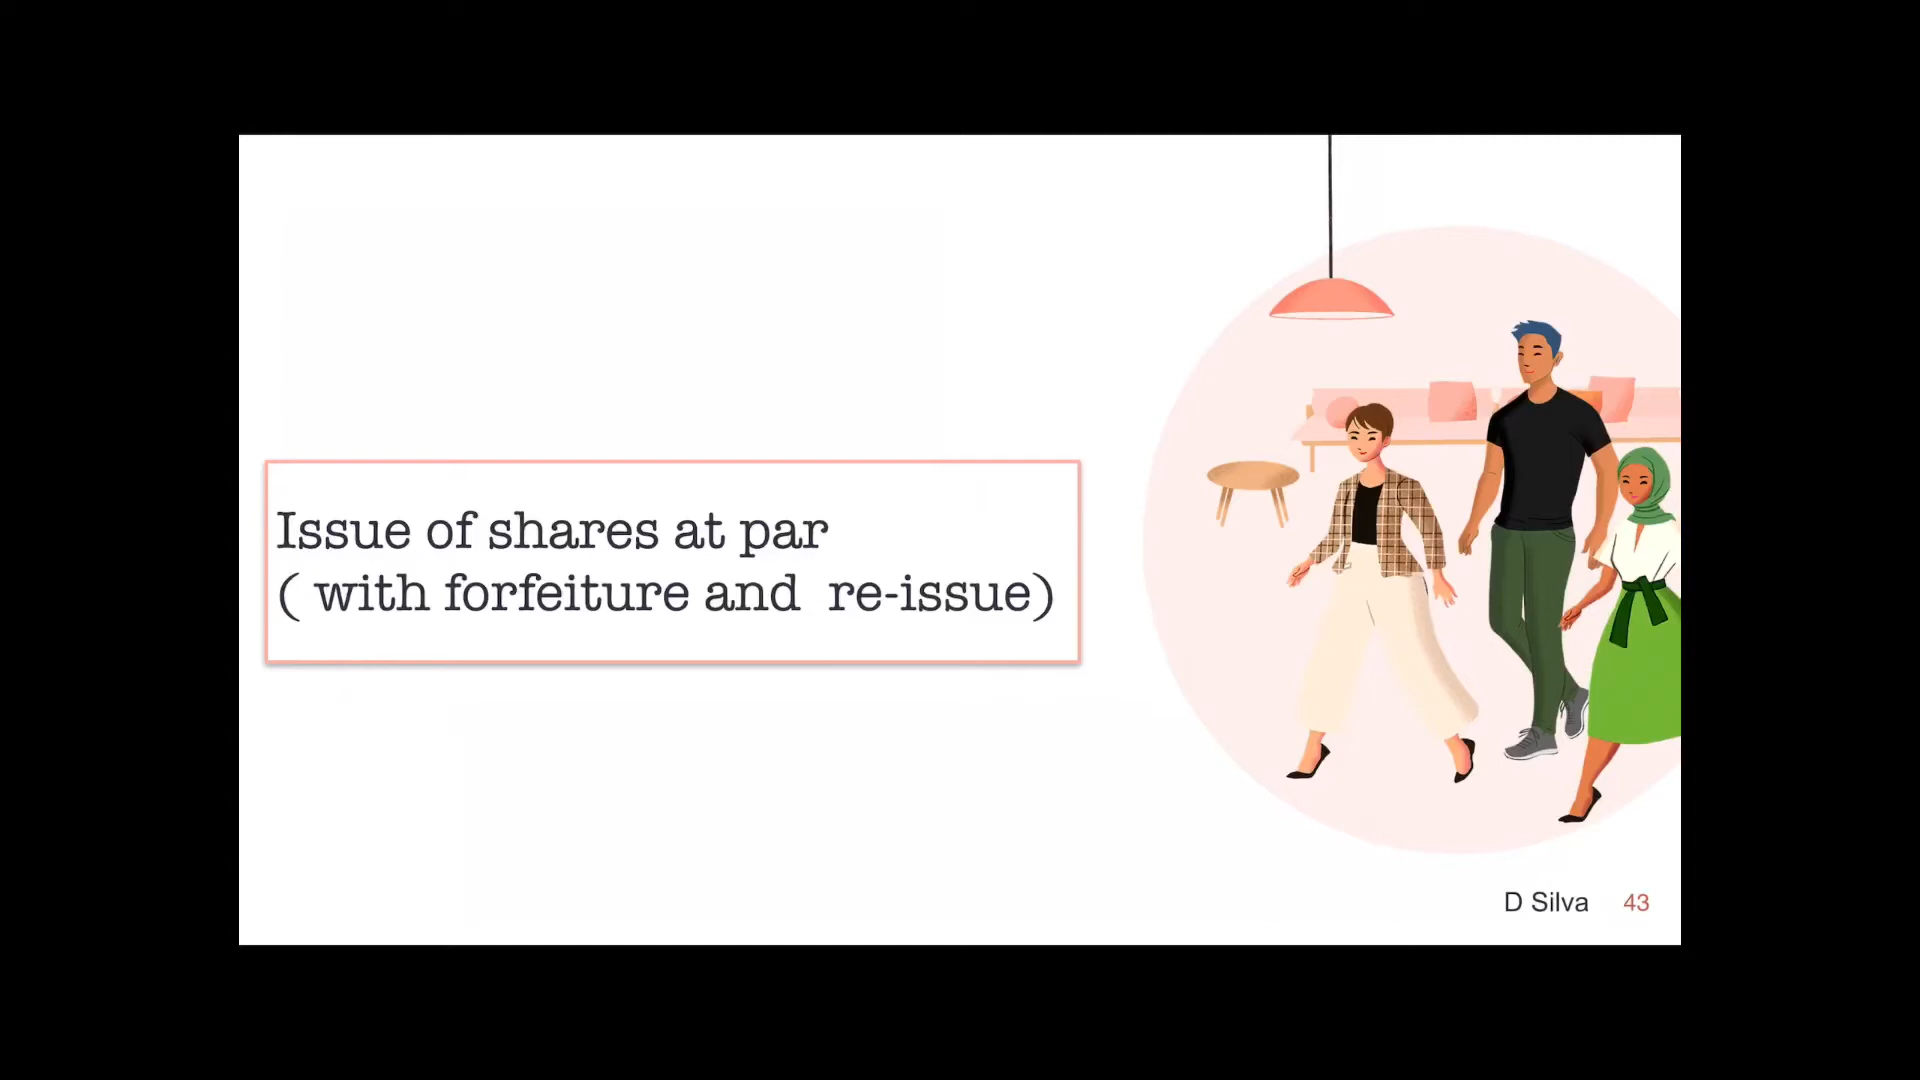 Issue of shares at par
( with forfeiture and  re-issue)
D Silva 43